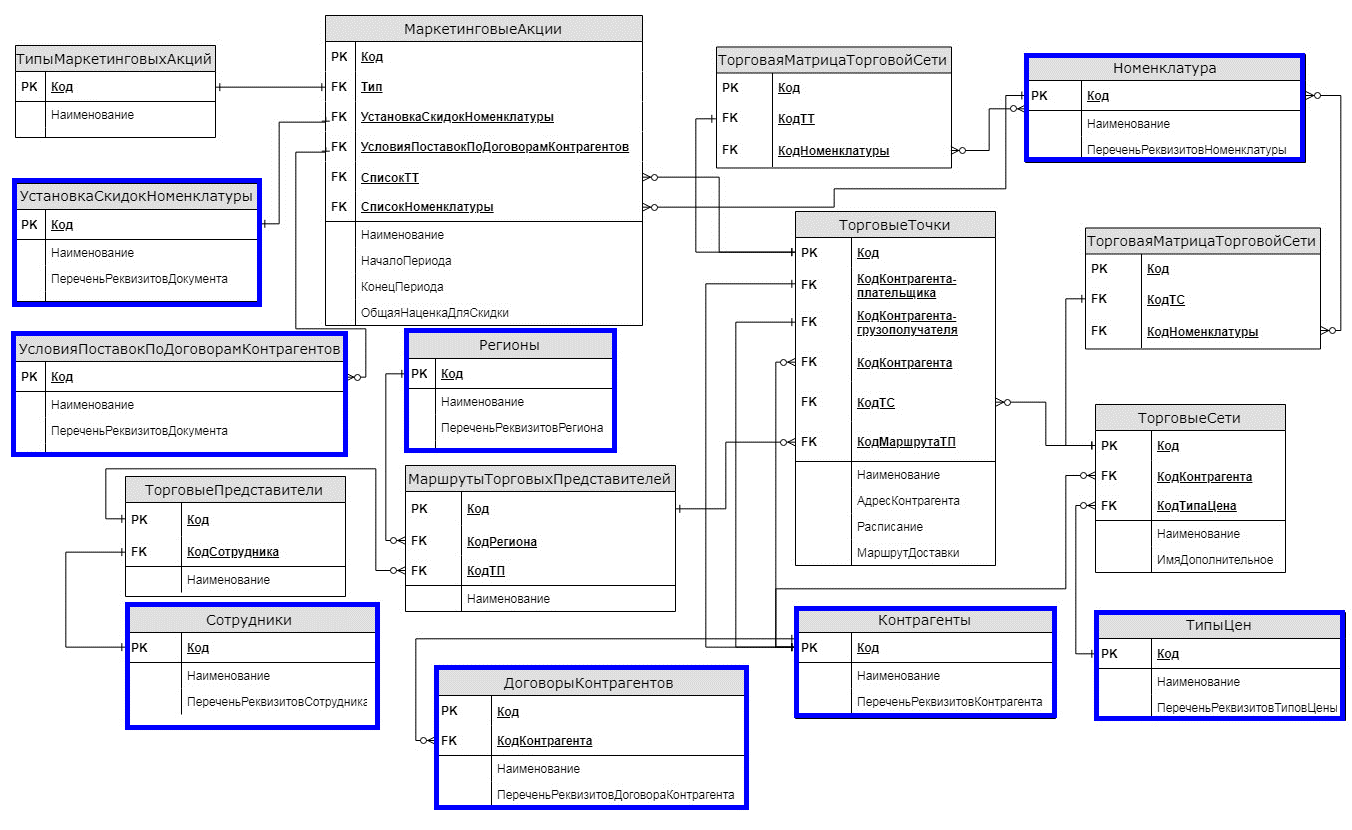 ТипыМаркетинговыхАкций
PK Код
Наименование
МаркетинговыеАкции
PK Код
FK Тип
FK УстановкаСкидокНоменклатуры
FK УсловияПоставокПоДоговорамКонтрагентов
FK СписокТТ
FK СписокНоменклатуры
Наименование
НачалоПериода
КонецПериода
ОбщаяНаценкаДляСкидки
ТорговаяМатрицаТорговойСети
PK Код
FK КодТТ
FK КодНоменклатуры
Номенклатура
PK Код
Наименование
ПереченьРеквизитовНоменклатуры
УстановкаСкидокНоменклатуры
PK Код
Наименование
ПереченьРеквизитовДокумента
ТорговыеТочки
PK Код
FK КодКонтрагента-
плательщика
FK КодКонтрагента-
грузополучателя
FK КодКонтрагента
FK КодТС
FK КодМаршрутаТП
Наименование
АдресКонтрагента
Расписание
МаршрутДоставки
ТорговаяМатрицаТорговойСети
PK Код
FK КодТС
FK КодНоменклатуры
УсловияПоставокПоДоговорамКонтрагентов
PK Код
Наименование
ПереченьРеквизитовДокумента
Регионы
PK Код
Наименование
ПереченьРеквизитовРегиона
ТорговыеСети
PK Код
FK КодКонтрагента
FK КодТипаЦена
Наименование
ИмяДополнительное
ТорговыеПредставители
PK Код
FK КодСотрудника
Наименование
МаршрутыТорговыхПредставителей
PK Код
FK КодРегиона
FK КодТП
Наименование
Сотрудники
PK Код
Наименование
ПереченьРеквизитовСотрудника
Контрагенты
PK Код
Наименование
ПереченьРеквизитовКонтрагента
ТипыЦен
PK Код
Наименование
ПереченьРеквизитовТиповЦены
ДоговорыКонтрагентов
PK Код
FK КодКонтрагента
Наименование
ПереченьРеквизитовДоговораКонтрагента